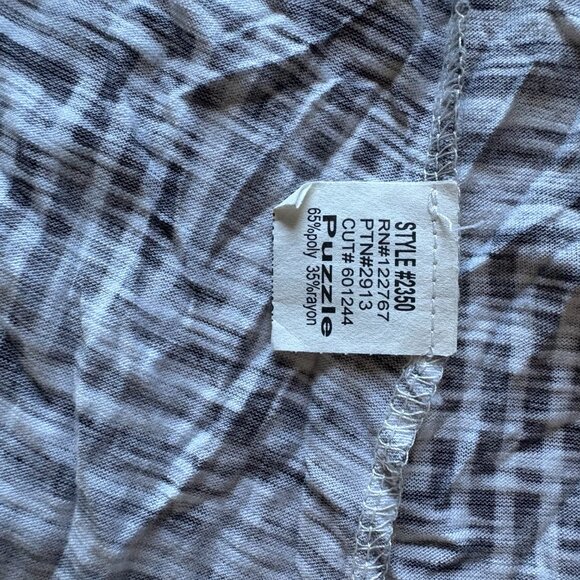 STYLE #2350
RN#122767
PTN#2913
CUT# 601244
Puzzle
65%poly 35%rayon